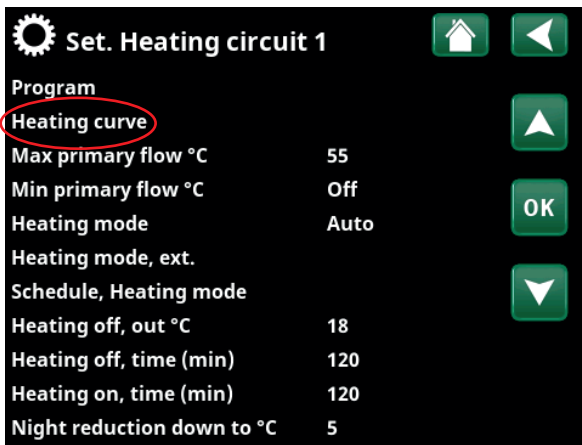 Set. Heating circuit 1
Program
Heating curve
Max primary flow °C 55
Min primary flow °C Off
Heating mode Auto
OK
Heating mode, ext.
Schedule, Heating mode
Heating off, out °C 18
Heating off, time (min) 120
Heating on, time (min) 120
Night reduction down to °C 5